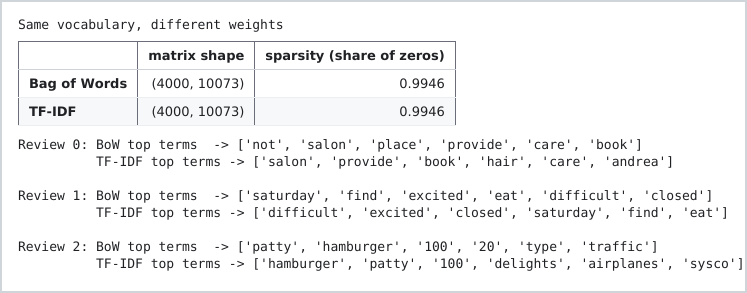 Same vocabulary, different weights
matrix shape sparsity (share of zeros)
Bag of Words (4000, 10073) 0.9946
TF-IDF (4000, 10073) 0.9946
Review 0: BoW top terms -> ['not', 'salon', 'place', 'provide', 'care', 'book']
TF-IDF top terms -> ['salon', 'provide', 'book', 'hair', 'care', 'andrea']
Review 1: BoW top terms -> ['saturday', 'find', 'excited', 'eat', 'difficult', 'closed']
TF-IDF top terms -> ['difficult', 'excited', 'closed', 'saturday', 'find', 'eat']
Review 2: BoW top terms -> ['patty', 'hamburger', '100', '20', 'type', 'traffic']
TF-IDF top terms -> ['hamburger', 'patty', '100', 'delights', 'airplanes', 'sysco']